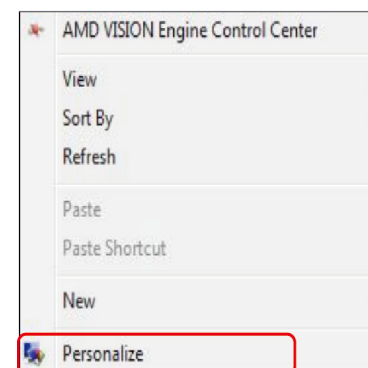 AMD VISION Engine Control Center
View
Sort By
Refresh
Paste
Paste Shortcut
New
Personalize